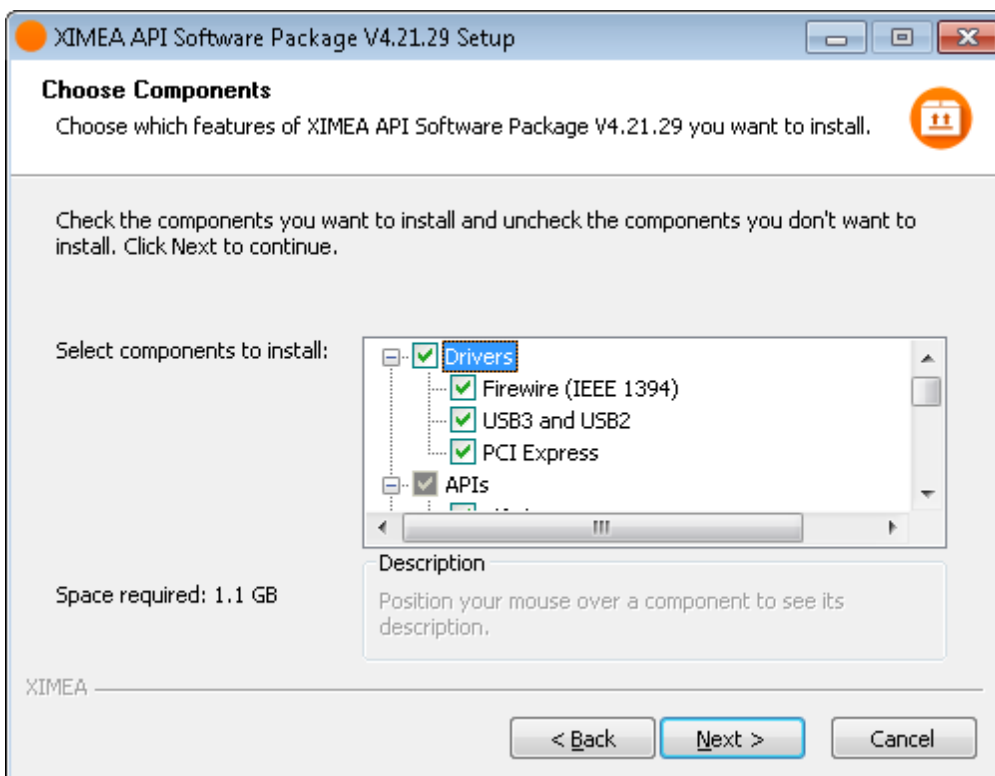 XIMEA API Software Package V4.21.29 Setup
Choose Components
Choose which features of XIMEA API Software Package V4.21.29 you want to install.
Check the components you want to install and uncheck the components you don't want to
install. Click Next to continue.
Select components to install:
Drivers
Firewire (IEEE 1394)
USB3 and USB2
PCI Express
APIs
Space required: 1.1 GB
Description
Position your mouse over a component to see its
description.
XIMEA
< Back
Next >
Cancel